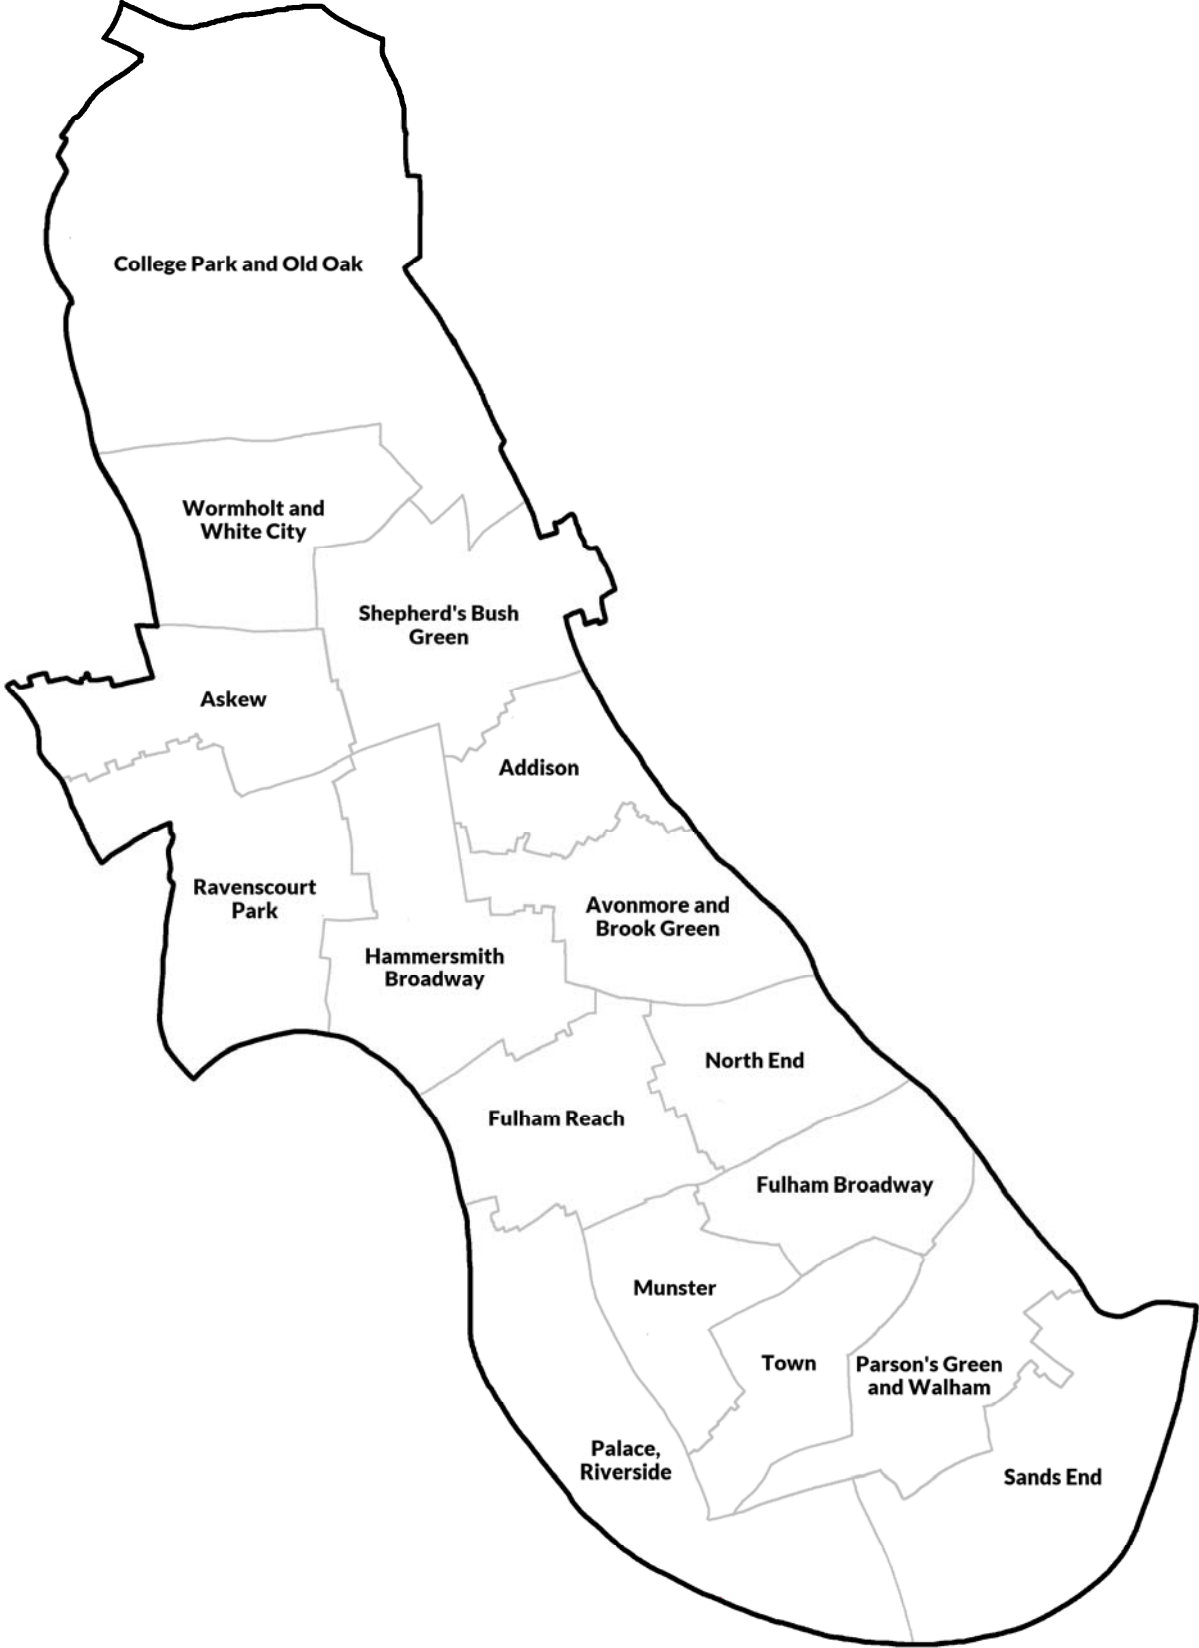 College Park and Old Oak
Wormholt and
White City
Shepherd's Bush
Green
Askew
Addison
Ravenscourt
Park
Avonmore and
Brook Green
Hammersmith
Broadway
North End
Fulham Reach
Fulham Broadway
Munster
Town
Parson's Green
and Walham
Palace,
Riverside
Sands End